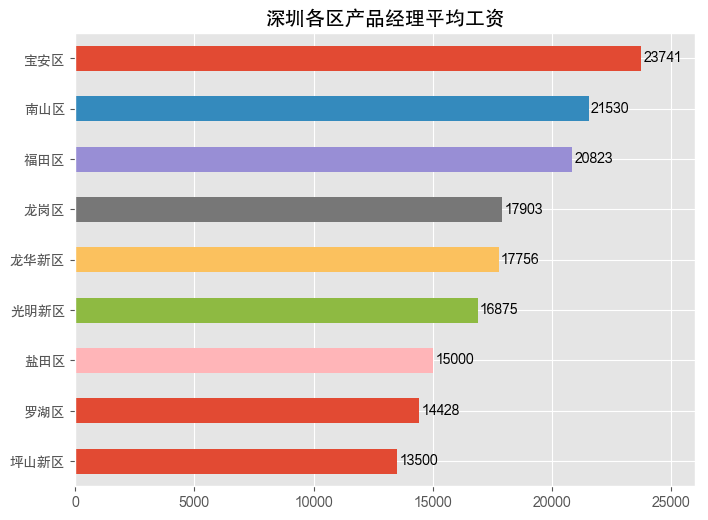 深圳各区产品经理平均工资
宝安区 23741
南山区 21530
福田区 20823
龙岗区 17903
龙华新区 17756
光明新区 16875
盐田区 15000
罗湖区 14428
坪山新区 13500
0 5000 10000 15000 20000 25000